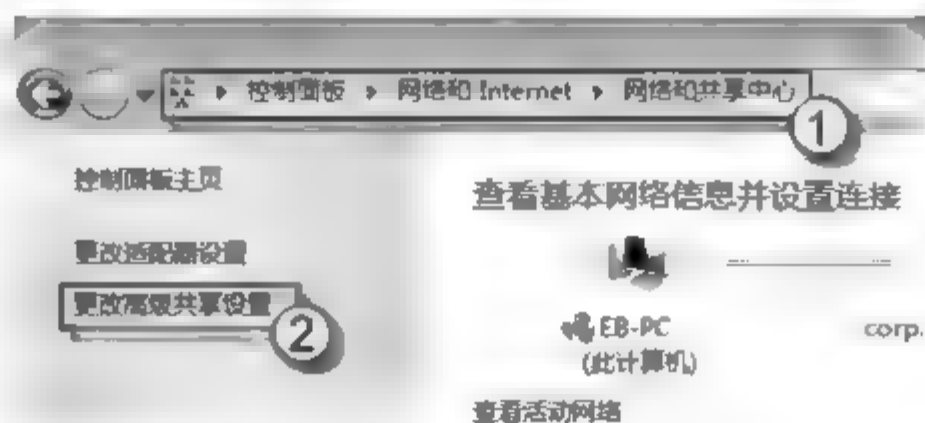 控制面板 ▸ 网络和 Internet ▸ 网络和共享中心
1
控制面板主页
查看基本网络信息并设置连接
更改适配器设置
更改高级共享设置
2
EB-PC
(此计算机)
corp.
查看活动网络